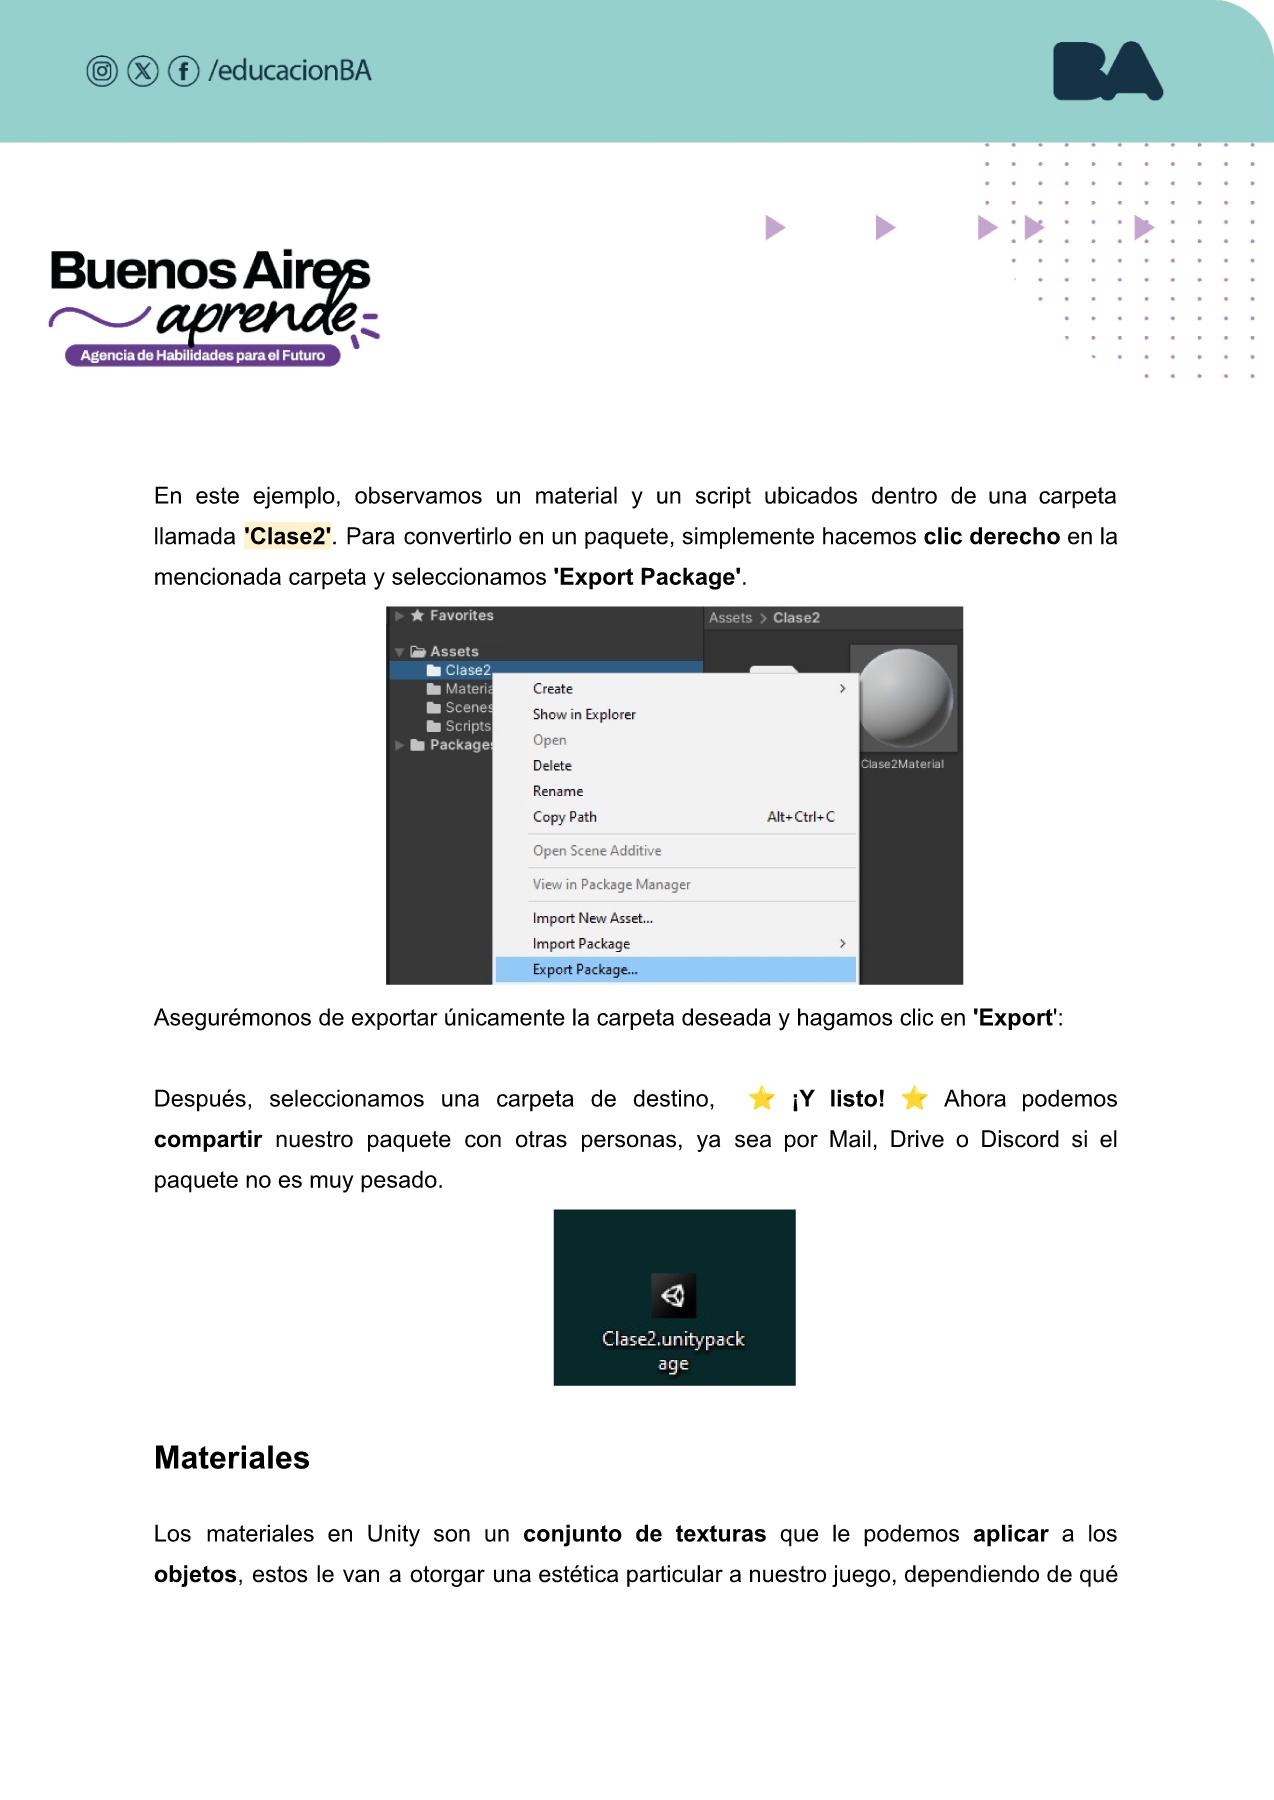 /educacionBA
BA
Buenos Aires
aprende
Agencia de Habilidades para el Futuro
En este ejemplo, observamos un material y un script ubicados dentro de una carpeta
llamada 'Clase2'. Para convertirlo en un paquete, simplemente hacemos clic derecho en la
mencionada carpeta y seleccionamos 'Export Package'.
Favorites
Assets
Clase2
Materia
Scenes
Scripts
Packages
Assets > Clase2
Clase2Material
Create
Show in Explorer
Open
Delete
Rename
Copy Path Alt+Ctrl+C
Open Scene Additive
View in Package Manager
Import New Asset...
Import Package
Export Package...
Asegurémonos de exportar únicamente la carpeta deseada y hagamos clic en 'Export':
Después, seleccionamos una carpeta de destino, ⭐ ¡Y listo! ⭐ Ahora podemos
compartir nuestro paquete con otras personas, ya sea por Mail, Drive o Discord si el
paquete no es muy pesado.
Clase2.unitypack
age
Materiales
Los materiales en Unity son un conjunto de texturas que le podemos aplicar a los
objetos, estos le van a otorgar una estética particular a nuestro juego, dependiendo de qué